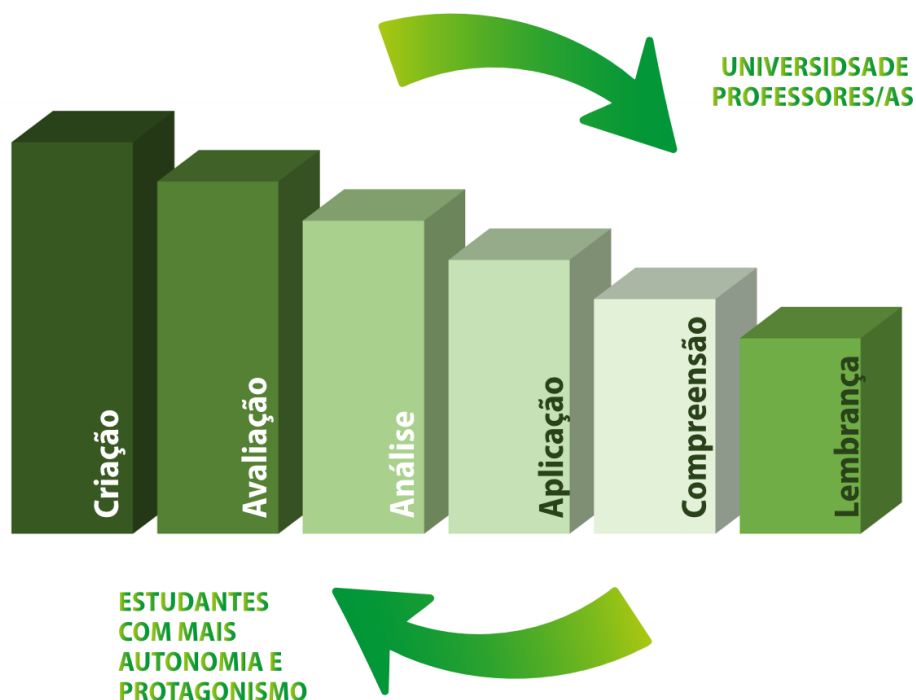 UNIVERSIDSADE
PROFESSORES/AS
Criação
Avaliação
Análise
Aplicação
Compreensão
Lembrança
ESTUDANTES
COM MAIS
AUTONOMIA E
PROTAGONISMO